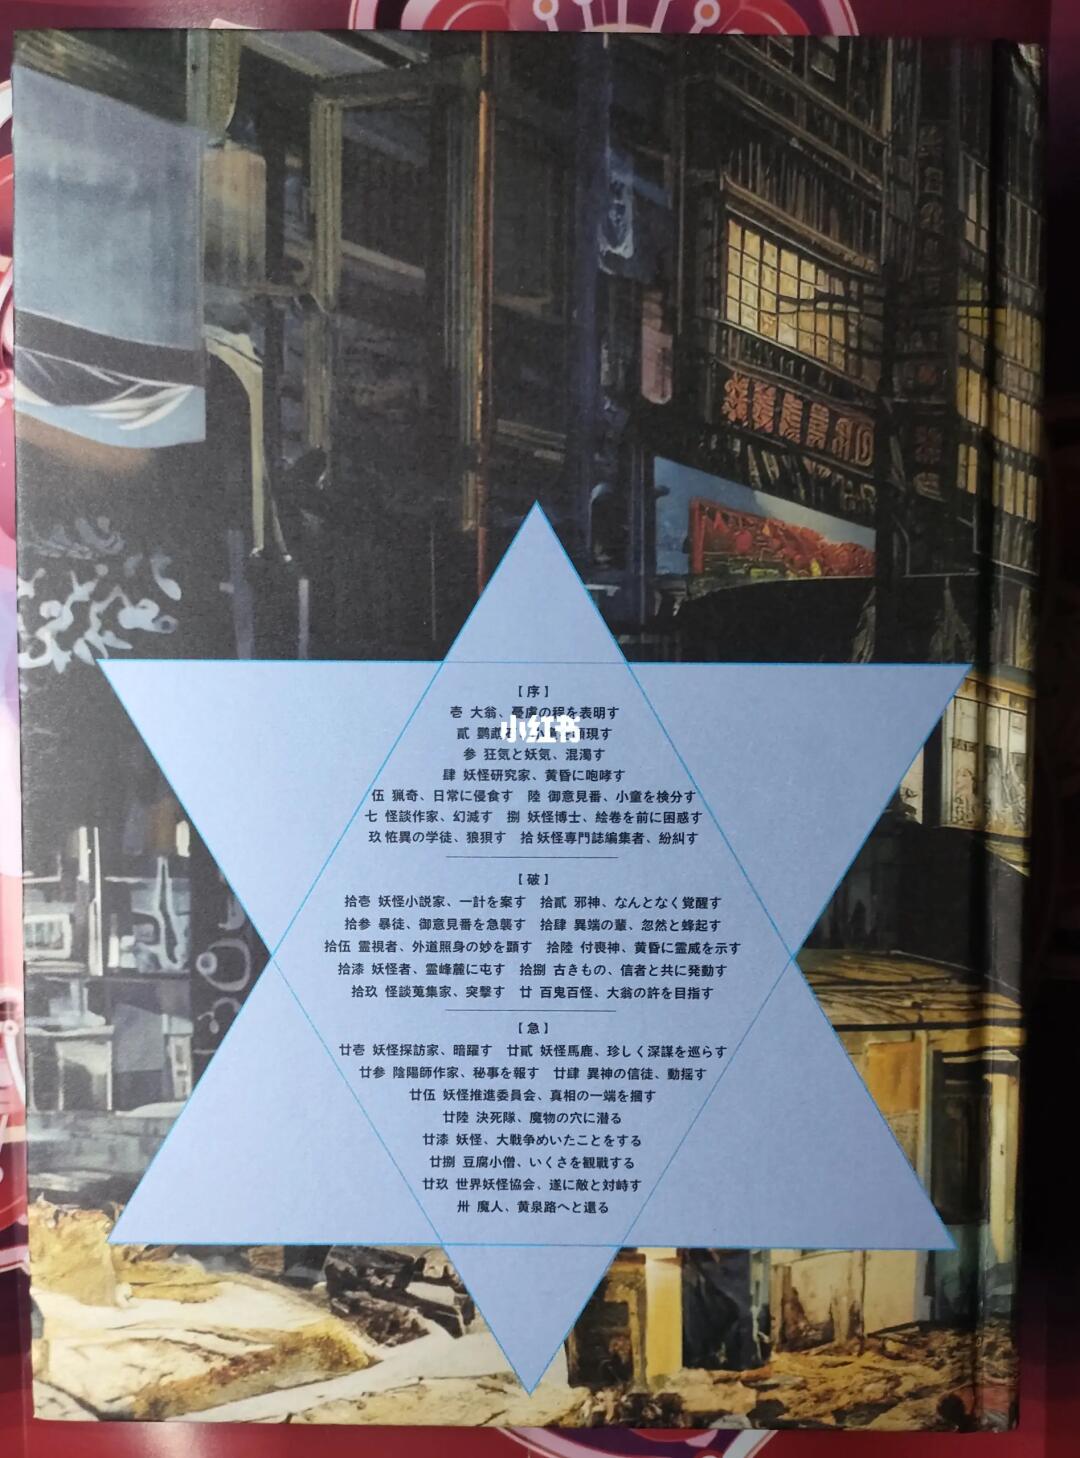 【序】
壱 大翁、憂慮の程を表明す
貮 鸚鵡 現す
小红书
参 狂気と妖気、混濁す
肆 妖怪研究家、黄昏に咆哮す
伍 猟奇、日常に侵食す 陸 御意見番、小童を検分す
七 怪談作家、幻滅す 捌 妖怪博士、絵巻を前に困惑す
玖 恠異の学徒、狼狽す 拾 妖怪専門誌編集者、紛糾す
【破】
拾壱 妖怪小説家、一計を案す 拾貮 邪神、なんとなく覚醒す
拾参 暴徒、御意見番を急襲す 拾肆 異端の輩、忽然と蜂起す
拾伍 霊視者、外道照身の妙を顕す 拾陸 付喪神、黄昏に霊威を示す
拾漆 妖怪者、霊峰麓に屯す 拾捌 古きもの、信者と共に発動す
拾玖 怪談蒐集家、突撃す 廿 百鬼百怪、大翁の許を目指す
【急】
廿壱 妖怪探訪家、暗躍す 廿貮 妖怪馬鹿、珍しく深謀を巡らす
廿参 陰陽師作家、秘事を報す 廿肆 異神の信徒、動揺す
廿伍 妖怪推進委員会、真相の一端を摑す
廿陸 決死隊、魔物の穴に潜る
廿漆 妖怪、大戦争めいたことをする
廿捌 豆腐小僧、いくさを観戦する
廿玖 世界妖怪協会、遂に敵と対峙す
卅 魔人、黄泉路へと還る